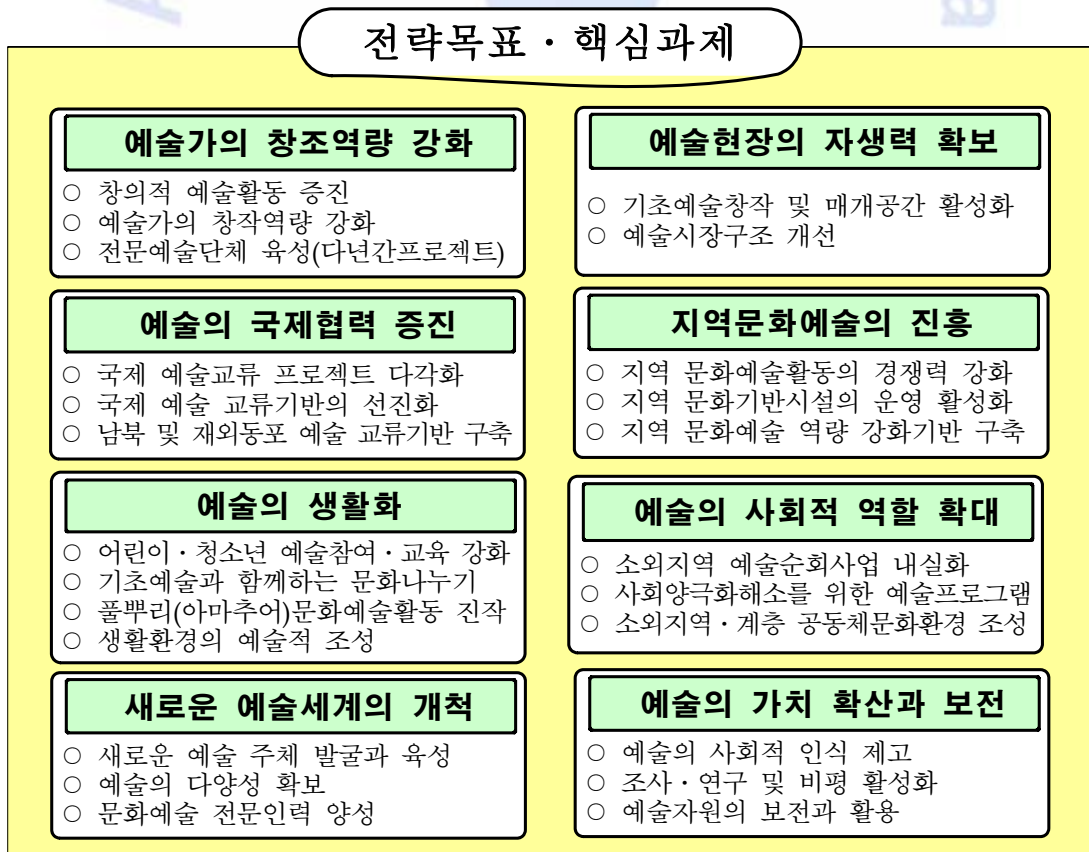 전략목표 · 핵심과제
예술가의 창조역량 강화
○ 창의적 예술활동 증진
○ 예술가의 창작역량 강화
○ 전문예술단체 육성(다년간프로젝트)
예술현장의 자생력 확보
○ 기초예술창작 및 매개공간 활성화
○ 예술시장구조 개선
예술의 국제협력 증진
○ 국제 예술교류 프로젝트 다각화
○ 국제 예술 교류기반의 선진화
○ 남북 및 재외동포 예술 교류기반 구축
지역문화예술의 진흥
○ 지역 문화예술활동의 경쟁력 강화
○ 지역 문화기반시설의 운영 활성화
○ 지역 문화예술 역량 강화기반 구축
예술의 생활화
○ 어린이·청소년 예술참여·교육 강화
○ 기초예술과 함께하는 문화나누기
○ 풀뿌리(아마추어)문화예술활동 진작
○ 생활환경의 예술적 조성
예술의 사회적 역할 확대
○ 소외지역 예술순회사업 내실화
○ 사회양극화해소를 위한 예술프로그램
○ 소외지역·계층 공동체문화환경 조성
새로운 예술세계의 개척
○ 새로운 예술 주체 발굴과 육성
○ 예술의 다양성 확보
○ 문화예술 전문인력 양성
예술의 가치 확산과 보전
○ 예술의 사회적 인식 제고
○ 조사·연구 및 비평 활성화
○ 예술자원의 보전과 활용